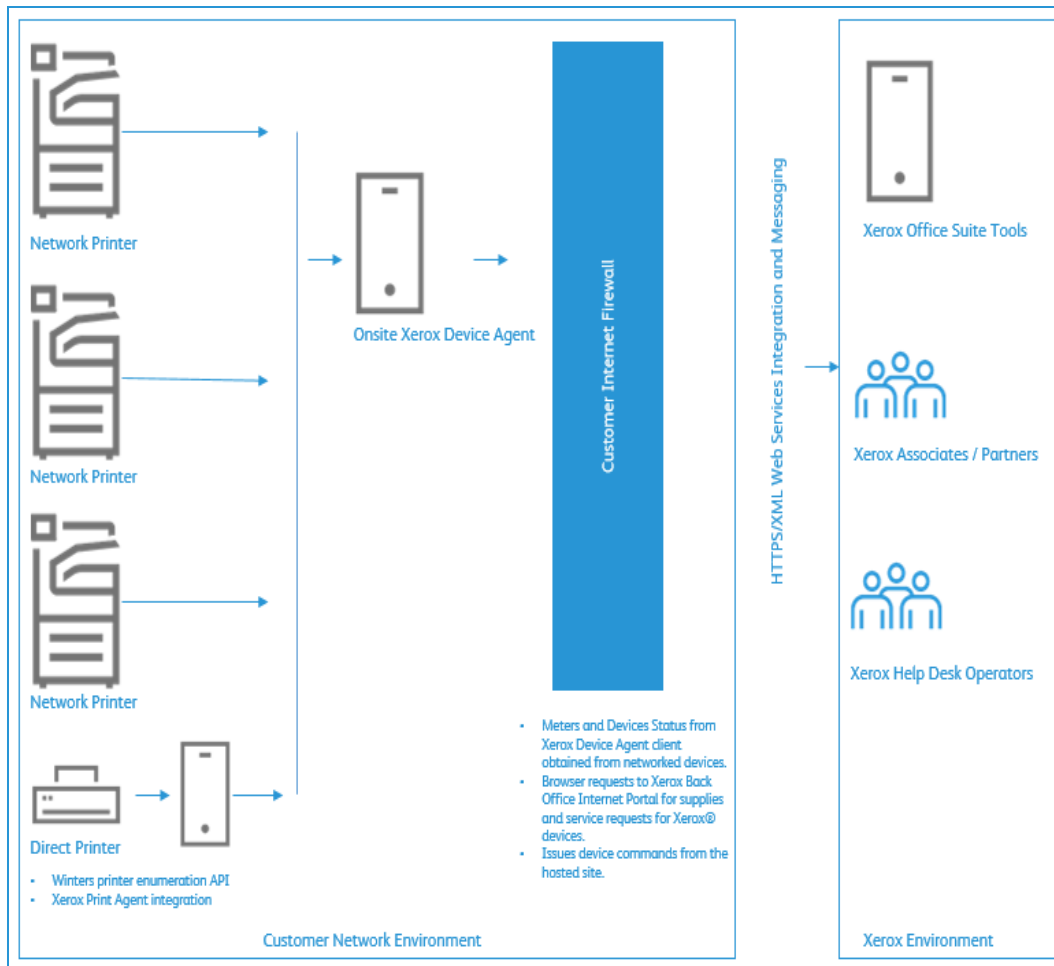 Network Printer
Network Printer
Network Printer
Direct Printer
▪ Winters printer enumeration API
▪ Xerox Print Agent integration
Onsite Xerox Device Agent
Customer Internet Firewall
▪ Meters and Devices Status from
Xerox Device Agent client
obtained from networked devices.
▪ Browser requests to Xerox Back
Office Internet Portal for supplies
and service requests for Xerox®
devices.
▪ Issues device commands from the
hosted site.
Customer Network Environment
HTTPS/XML Web Services Integration and Messaging
Xerox Office Suite Tools
Xerox Associates / Partners
Xerox Help Desk Operators
Xerox Environment